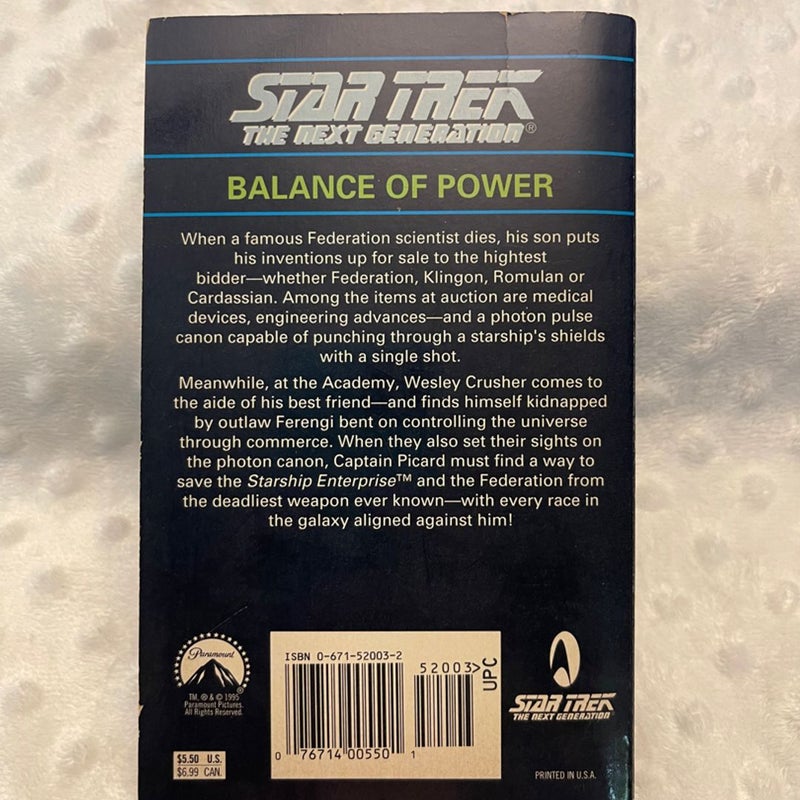 STAR TREK
THE NEXT GENERATION®
BALANCE OF POWER
When a famous Federation scientist dies, his son puts
his inventions up for sale to the hightest
bidder—whether Federation, Klingon, Romulan or
Cardassian. Among the items at auction are medical
devices, engineering advances—and a photon pulse
canon capable of punching through a starship's shields
with a single shot.
Meanwhile, at the Academy, Wesley Crusher comes to
the aide of his best friend—and finds himself kidnapped
by outlaw Ferengi bent on controlling the universe
through commerce. When they also set their sights on
the photon canon, Captain Picard must find a way to
save the Starship Enterprise™ and the Federation from
the deadliest weapon ever known—with every race in
the galaxy aligned against him!
Paramount
TM, ® & © 1995
Paramount Pictures.
All Rights Reserved.
$5.50 U.S.
$6.99 CAN.
ISBN 0-671-52003-2
52003>
UPC
0 76714 00550 1
STAR TREK
THE NEXT GENERATION®
PRINTED IN U.S.A.